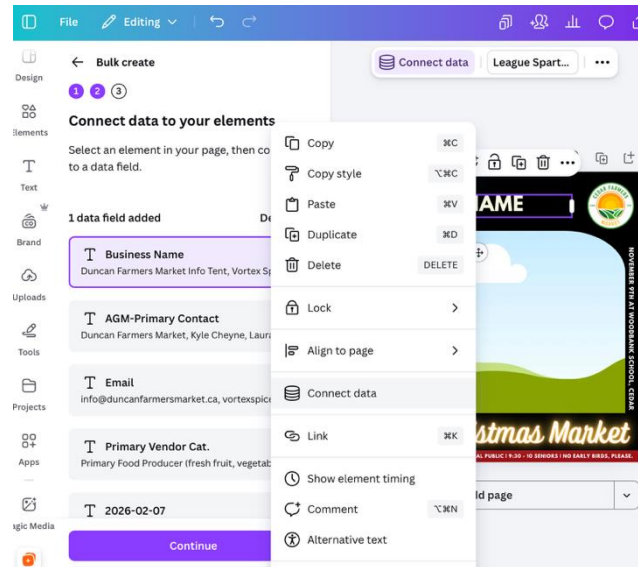 File
Editing
Design
Elements
Text
Brand
Uploads
Tools
Projects
Apps
Bulk create
1 2 3
Connect data to your elements
Select an element in your page, then co
to a data field.
1 data field added
De
T Business Name
Duncan Farmers Market Info Tent, Vortex Sp
T AGM-Primary Contact
Duncan Farmers Market, Kyle Cheyne, Laura
T Email
info@duncanfarmersmarket.ca, vortexspice
T Primary Vendor Cat.
Primary Food Producer (fresh fruit, vegetab
T 2026-02-07
Continue
agic Media
Copy ⌘C
Copy style ⌥⌘C
Paste ⌘V
Duplicate ⌘D
Delete DELETE
Lock
Align to page
Connect data
Link ⌘K
Show element timing
Comment ⌥⌘N
Alternative text
Connect data
League Spart...
AME
CEDAR FARMERS
MARKET
NOVEMBER 9TH AT WOODBANK SCHOOL, CEDAR
stmas Market
AL PUBLIC | 9:30 - 10 SENIORS | NO EARLY BIRDS, PLEASE.
dd page